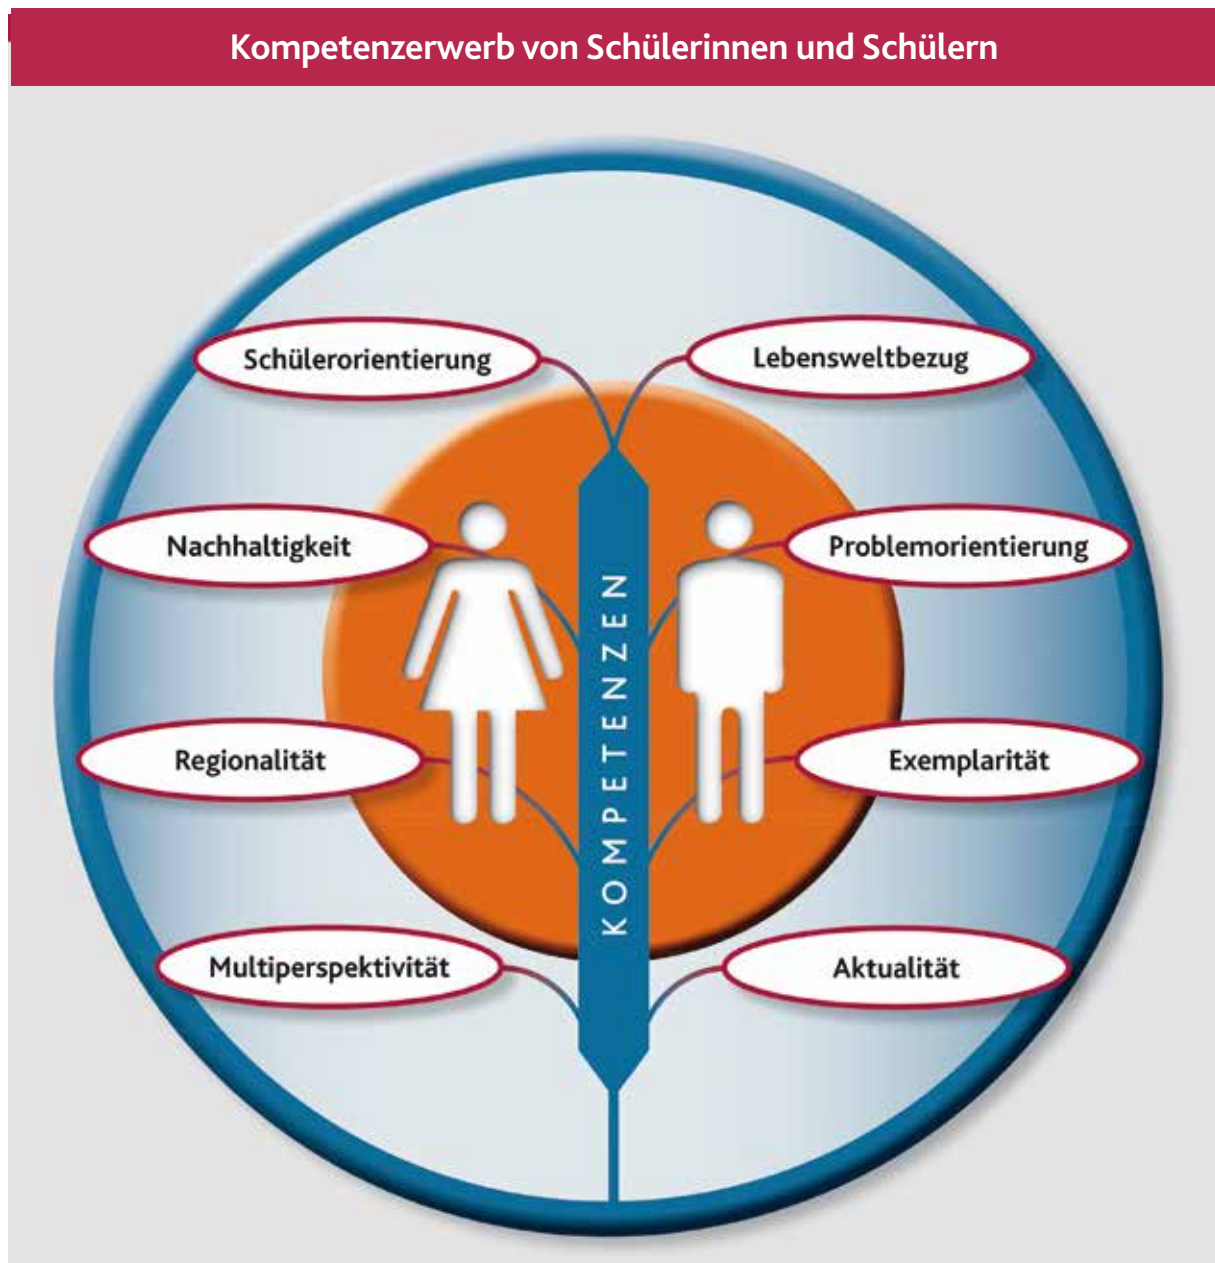 Kompetenzerwerb von Schülerinnen und Schülern
Schülerorientierung
Lebensweltbezug
Nachhaltigkeit
Problemorientierung
KOMPETENZEN
Regionalität
Exemplarität
Multiperspektivität
Aktualität